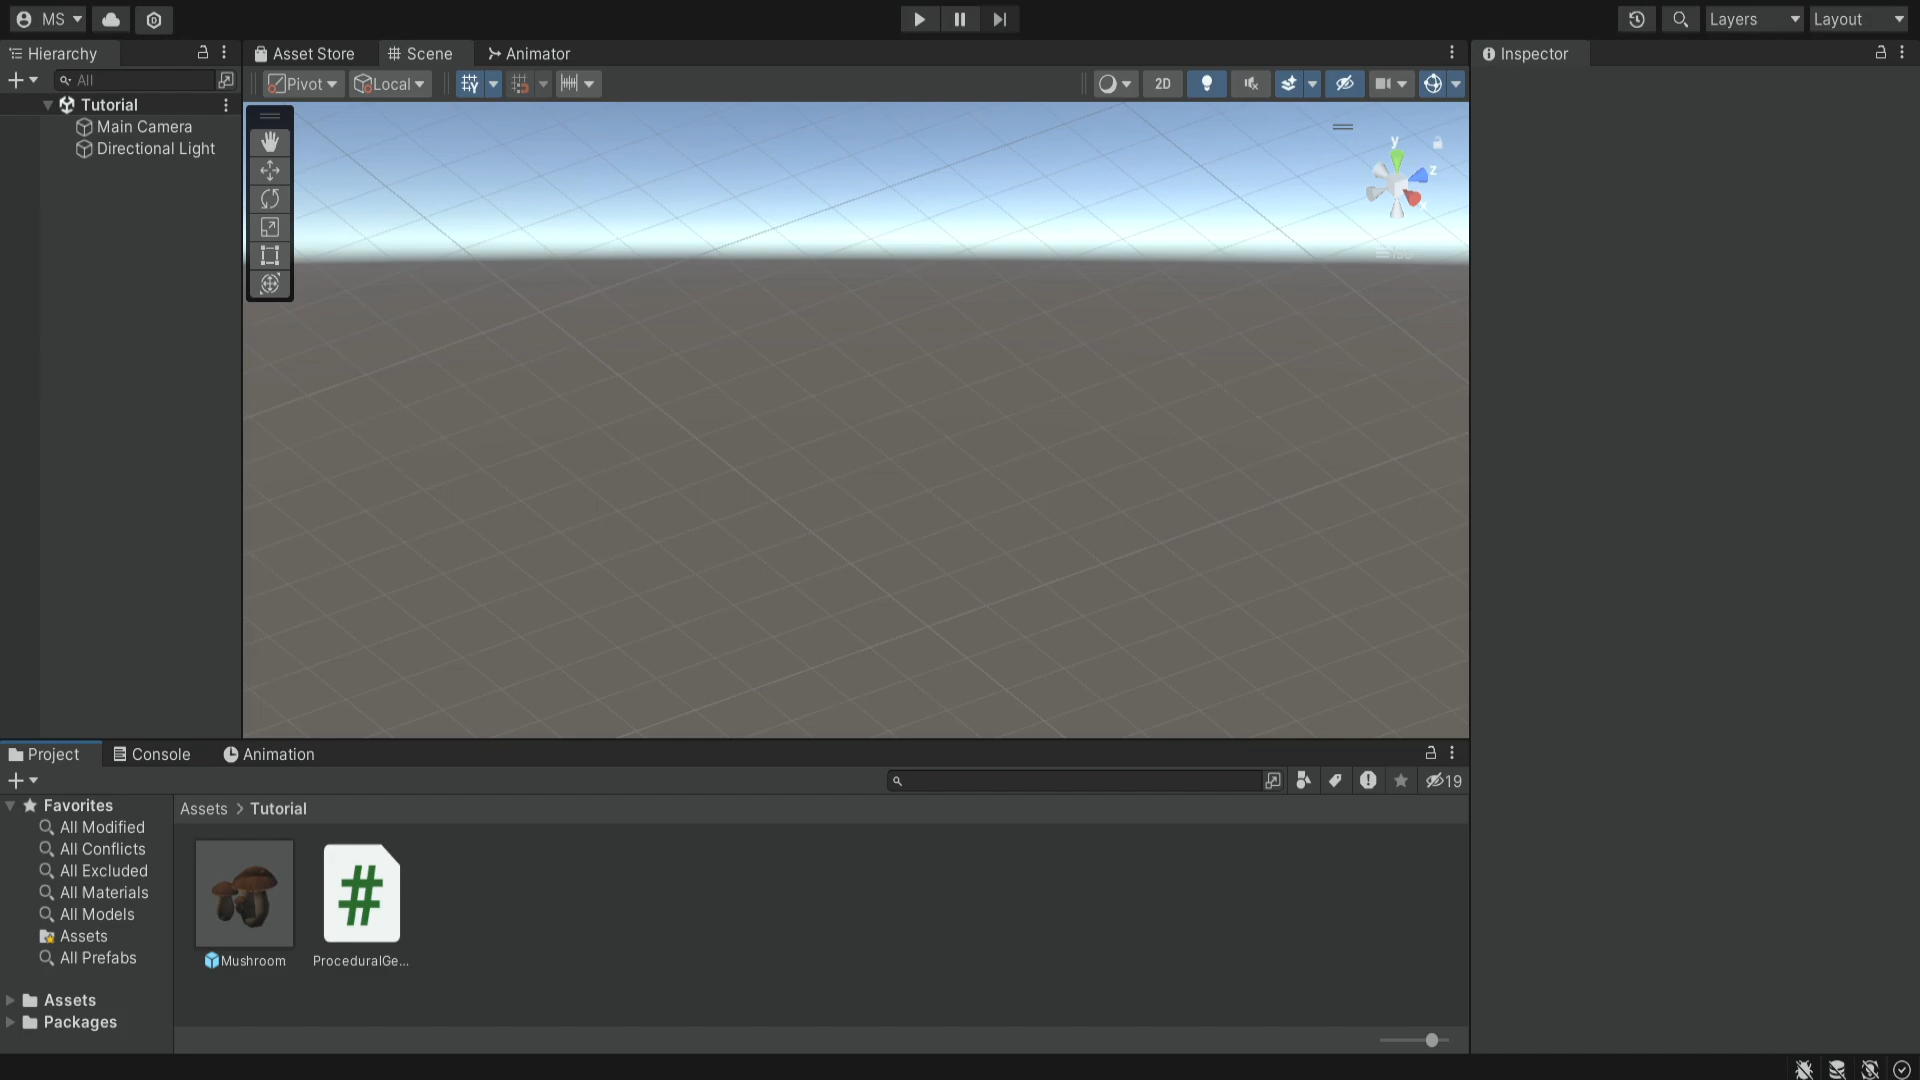 MS
Layers
Layout
Hierarchy
Asset Store
Scene
Animator
Inspector
All
Pivot
Local
2D
Tutorial
Main Camera
Directional Light
y
z
Project
Console
Animation
19
Favorites
Assets > Tutorial
All Modified
All Conflicts
All Excluded
All Materials
All Models
Assets
All Prefabs
Assets
Packages
#
Mushroom
ProceduralGe...